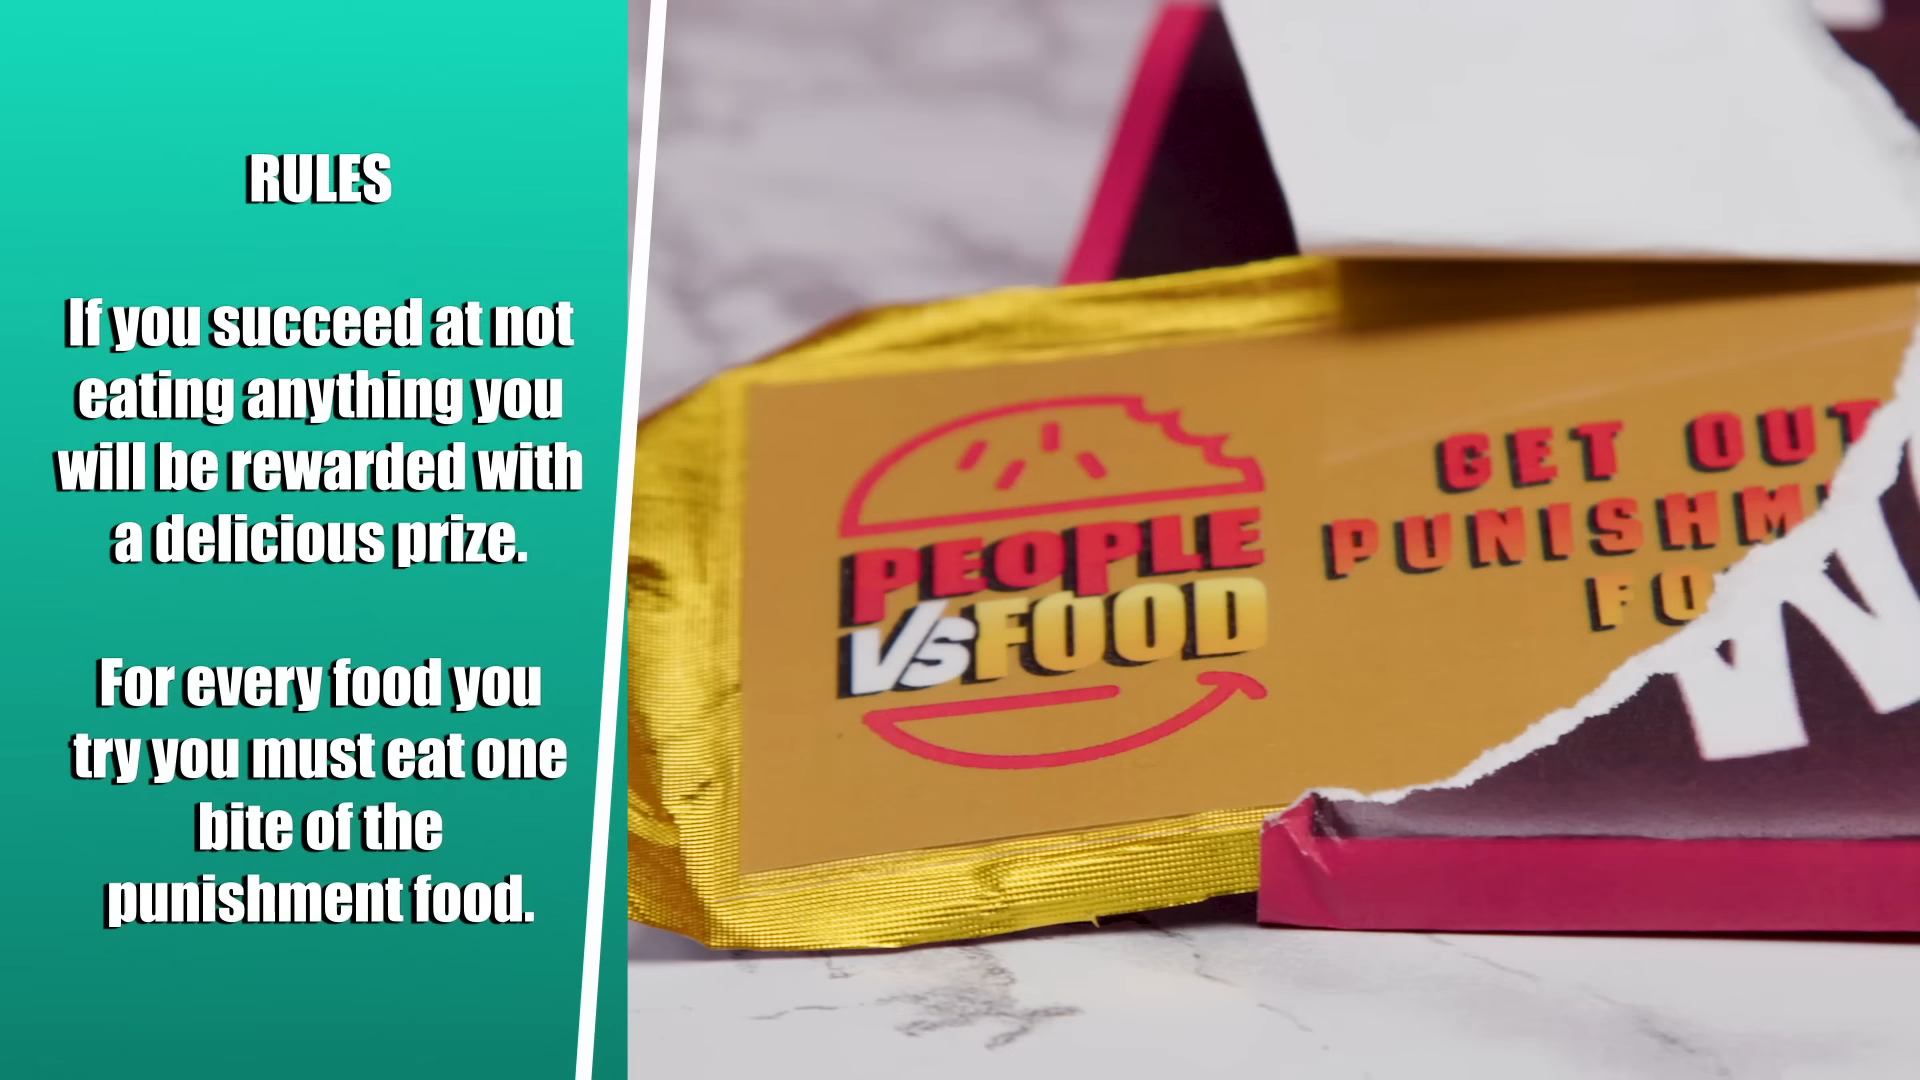 RULES
If you succeed at not
eating anything you
will be rewarded with
a delicious prize.
For every food you
try you must eat one
bite of the
punishment food.
PEOPLE
Vs FOOD
GET OUT